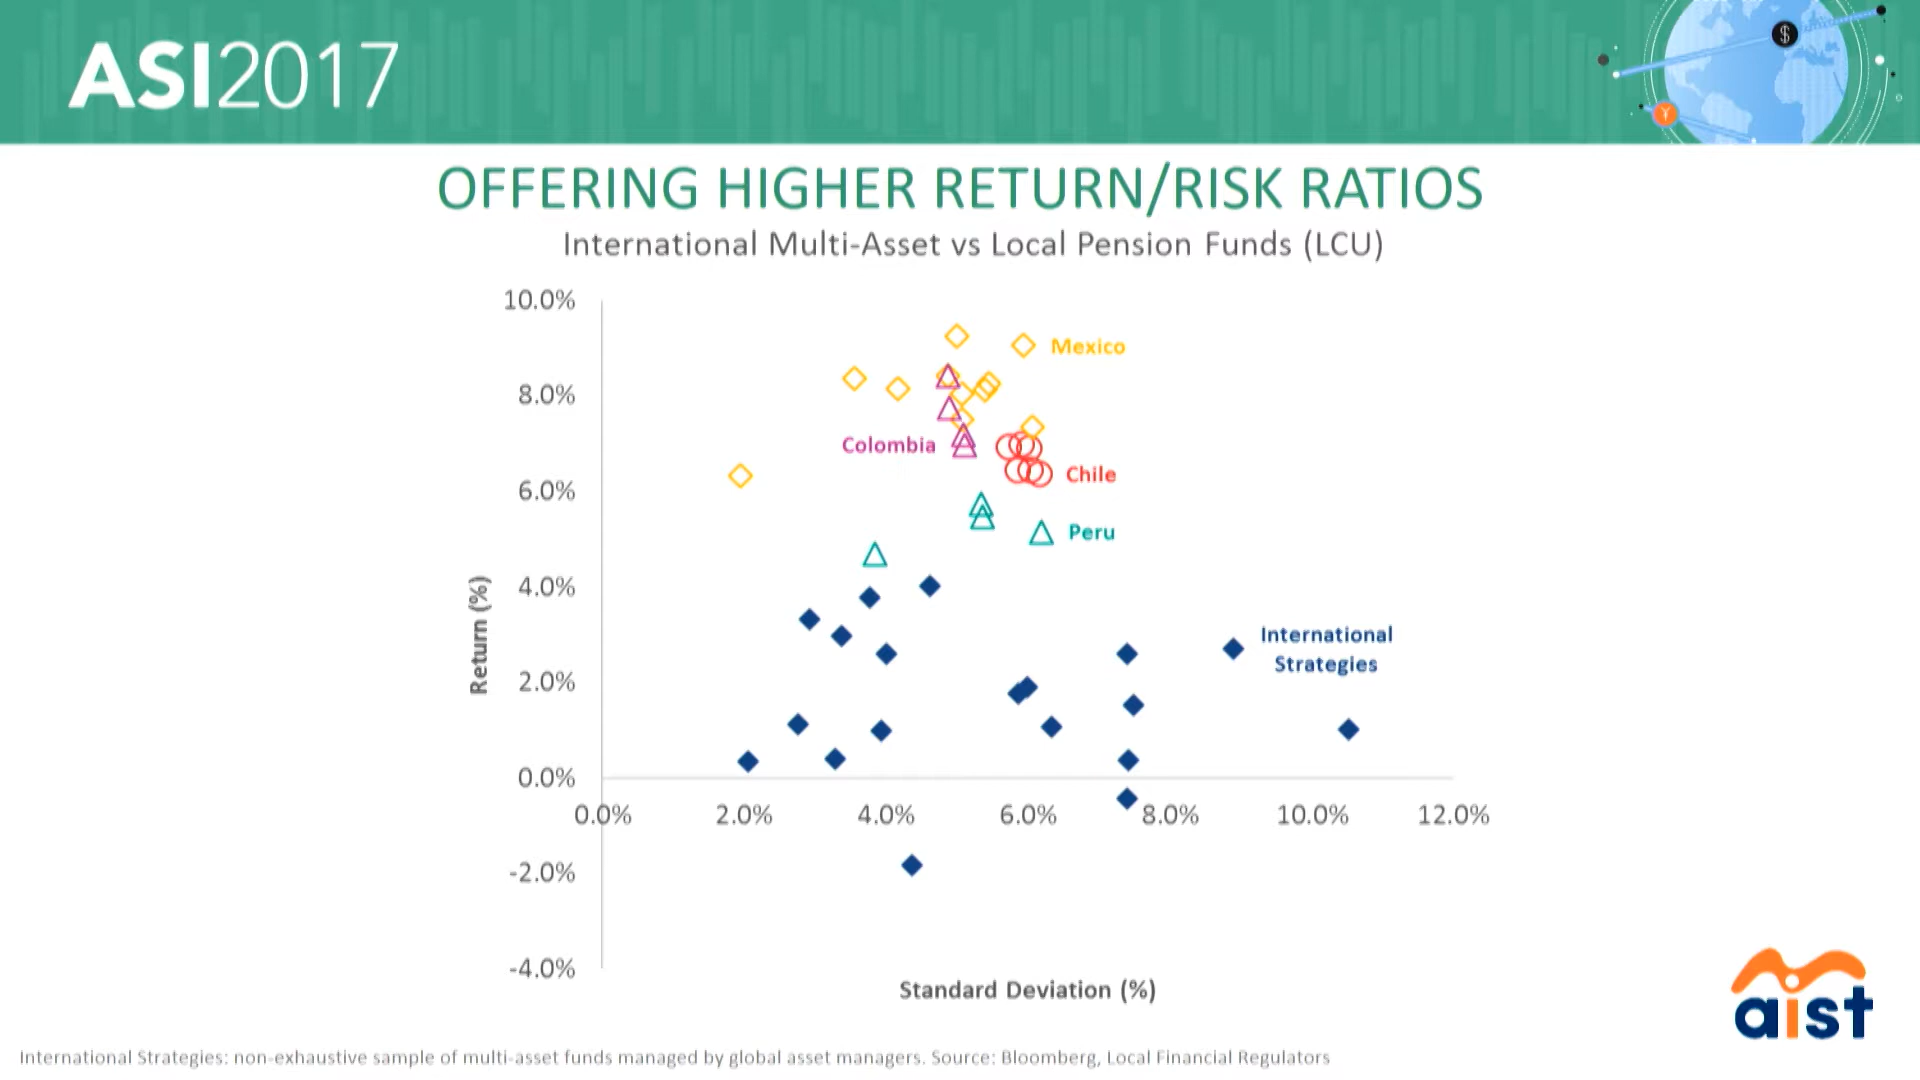 ASI2017
$
¥
OFFERING HIGHER RETURN/RISK RATIOS
International Multi-Asset vs Local Pension Funds (LCU)
10.0%
Mexico
8.0%
Colombia
Chile
6.0%
Peru
4.0%
International
Strategies
Return (%)
2.0%
0.0%
0.0% 2.0% 4.0% 6.0% 8.0% 10.0% 12.0%
-2.0%
-4.0%
Standard Deviation (%)
aist
International Strategies: non-exhaustive sample of multi-asset funds managed by global asset managers. Source: Bloomberg, Local Financial Regulators